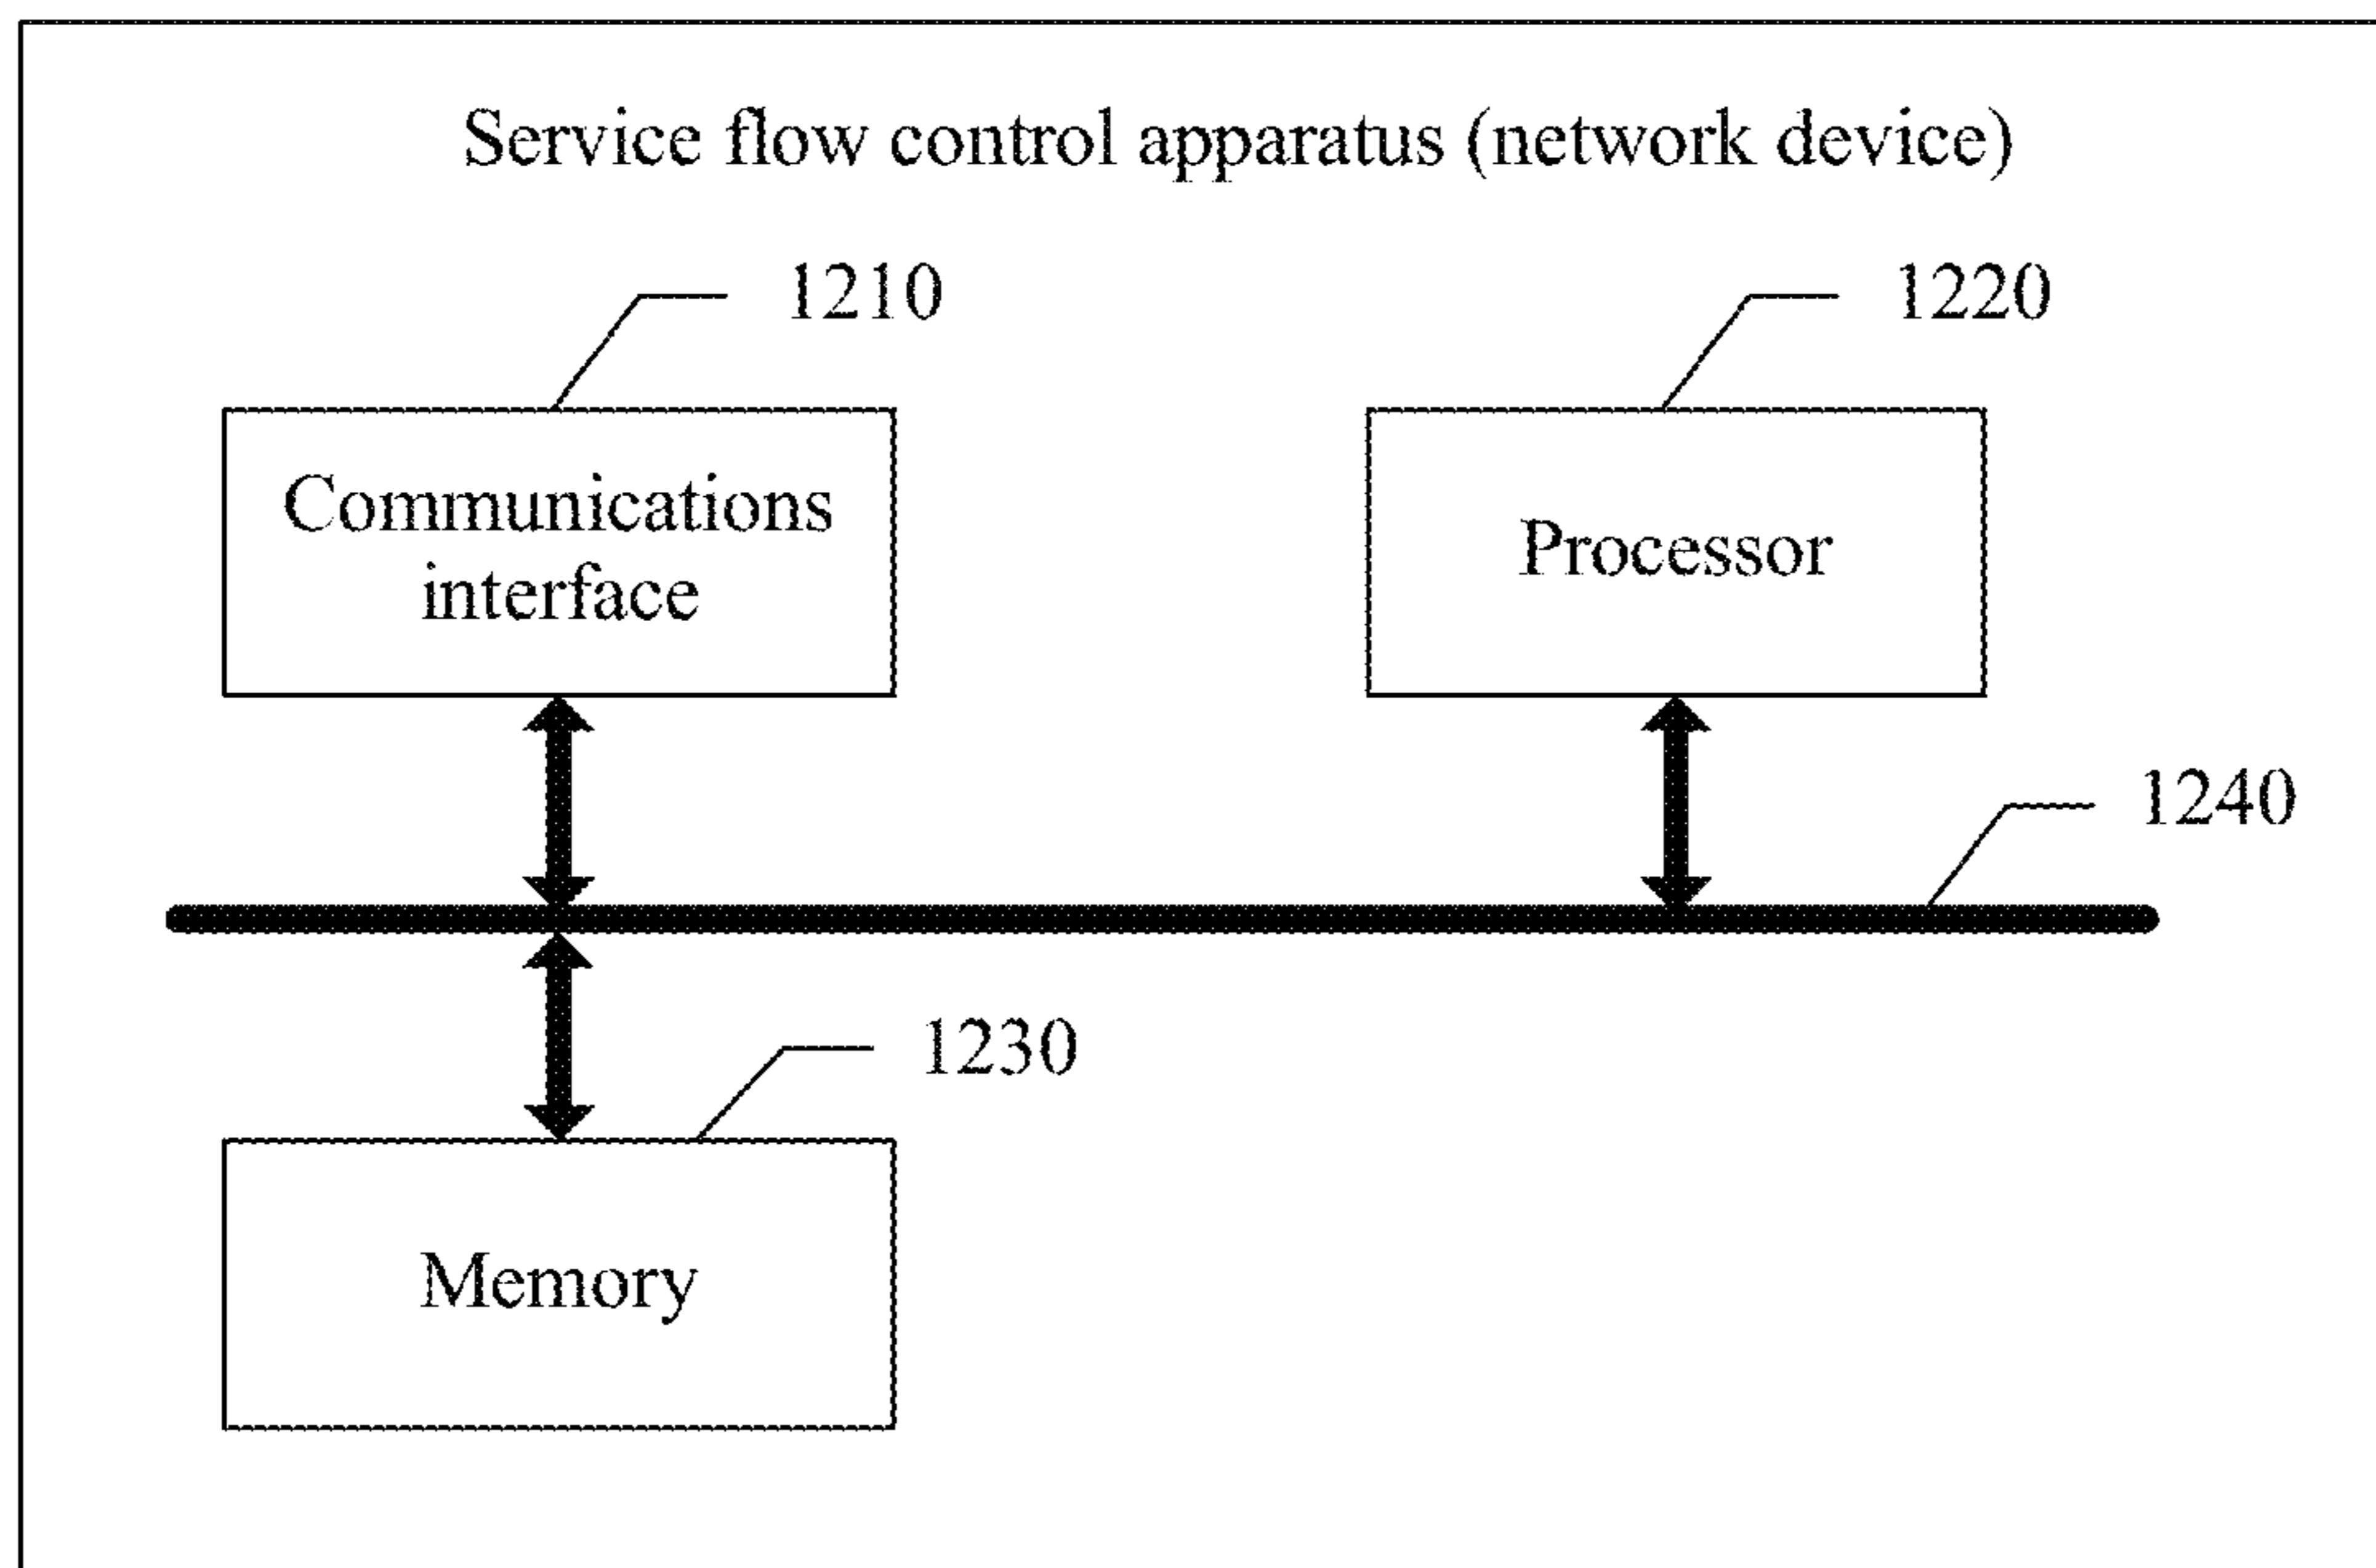 Service flow control apparatus (network device)
1210
1220
Communications
interface
Processor
1240
1230
Memory